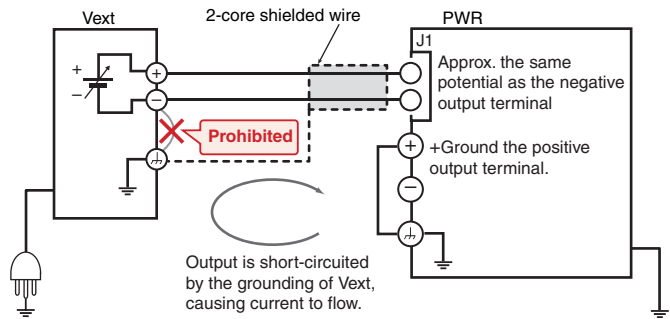 Vext
2-core shielded wire
PWR
J1
Approx. the same
potential as the negative
output terminal
+
−
+
−
Prohibited
+
+Ground the positive
output terminal.
−
Output is short-circuited
by the grounding of Vext,
causing current to flow.